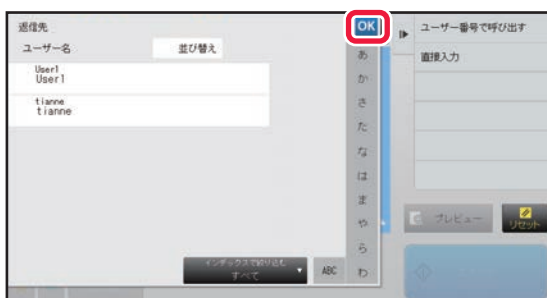 返信先
OK
ユーザー名
並び替え
User1
User1
tianne
tianne
あ
か
さ
た
な
は
ま
や
ら
わ
インデックスで絞り込む
すべて
ABC
ユーザー番号で呼び出す
直接入力
プレビュー
リセット